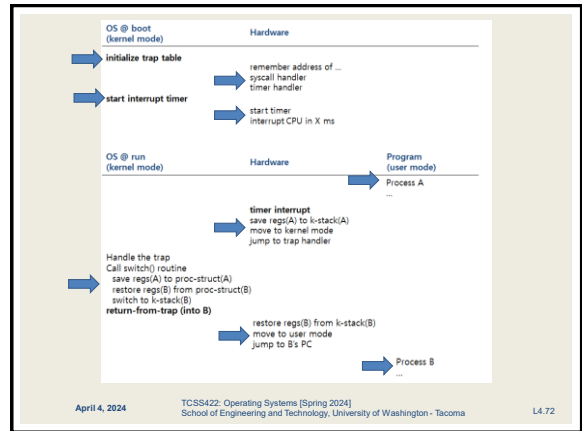 OS @ boot
(kernel mode)
Hardware
initialize trap table
remember address of ...
syscall handler
timer handler
start interrupt timer
start timer
interrupt CPU in X ms
OS @ run
(kernel mode)
Hardware
Program
(user mode)
Process A
...
timer interrupt
save regs(A) to k-stack(A)
move to kernel mode
jump to trap handler
Handle the trap
Call switch() routine
save regs(A) to proc-struct(A)
restore regs(B) from proc-struct(B)
switch to k-stack(B)
return-from-trap (into B)
restore regs(B) from k-stack(B)
move to user mode
jump to B's PC
Process B
...
April 4, 2024
TCSS422: Operating Systems [Spring 2024]
School of Engineering and Technology, University of Washington - Tacoma
L4.72